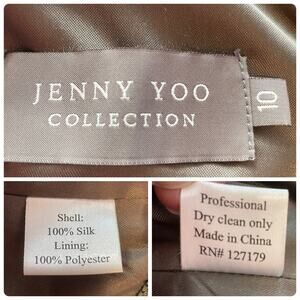 JENNY YOO
COLLECTION
10
Shell:
100% Silk
Lining:
100% Polyester
Professional
Dry clean only
Made in China
RN# 127179